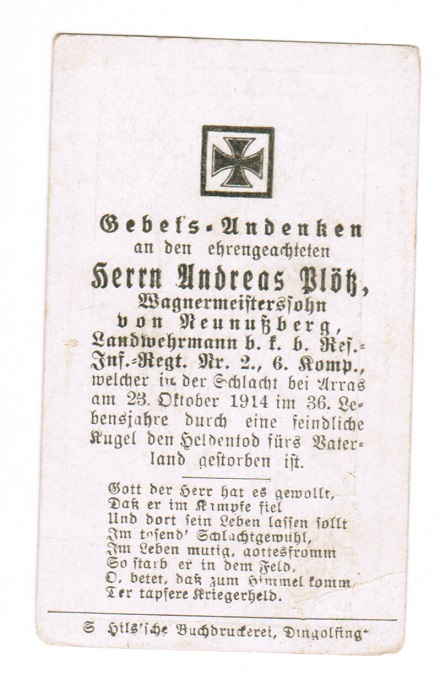 Gebets-Andenken
an den ehrengeachteten
Herrn Andreas Plötz,
Wagnermeisterssohn
von Neunußberg,
Landwehrmann b. k. b. Res.-
Inf.-Regt. Nr. 2., 6. Komp.,
welcher in der Schlacht bei Arras
am 23. Oktober 1914 im 36. Le-
bensjahre durch eine feindliche
Kugel den Heldentod fürs Vater-
land gestorben ist.
Gott der Herr hat es gewollt,
Daß er im Kampfe fiel
Und dort sein Leben lassen sollt
Im tosend' Schlachtgewühl,
Im Leben mutig, gottesfromm
So starb er in dem Feld,
O, betet, daß zum Himmel komm
Der tapfere Kriegerheld.
S Hils'sche Buchdruckerei, Dingolfing